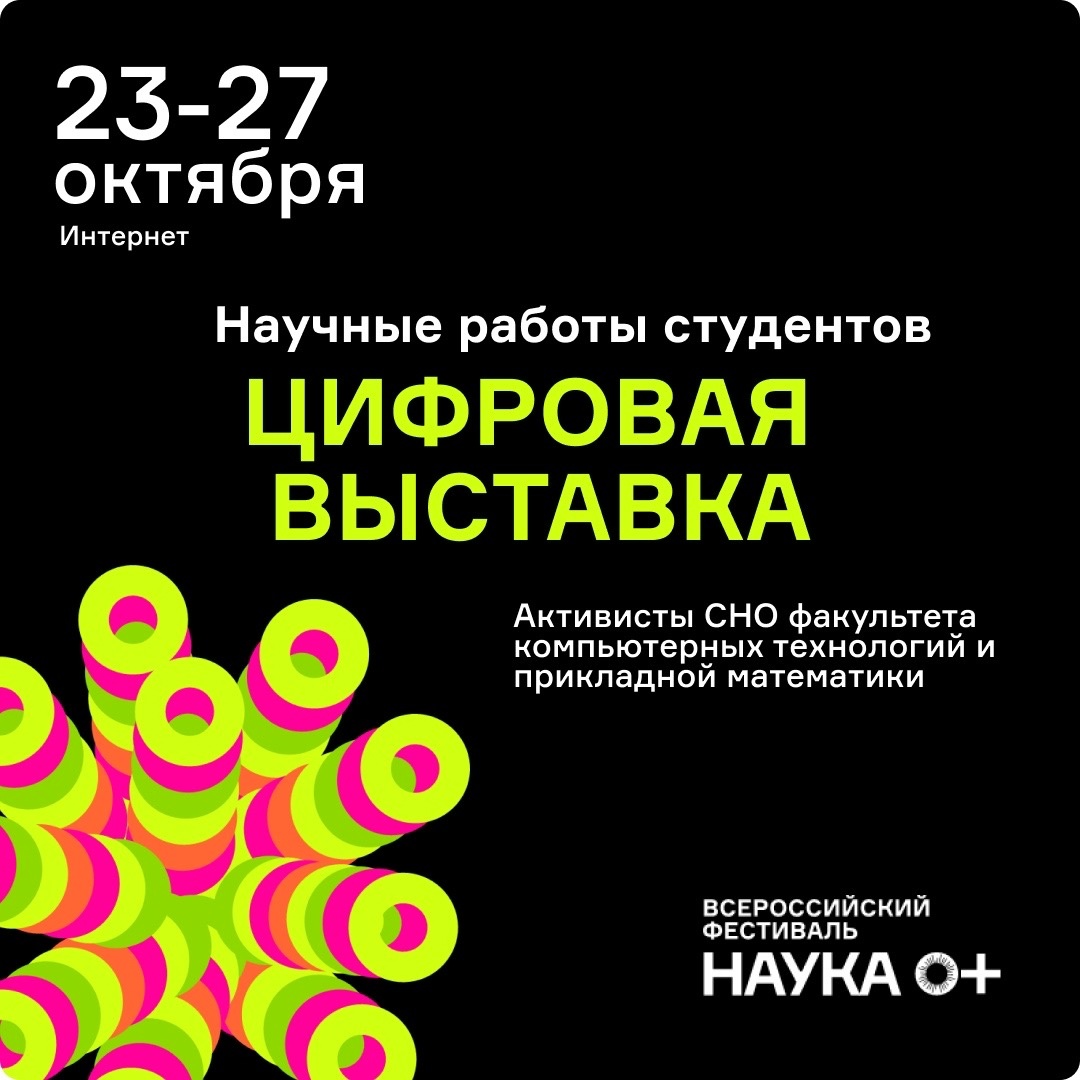 23-27
октября
Интернет
Научные работы студентов
ЦИФРОВАЯ
ВЫСТАВКА
Активисты СНО факультета
компьютерных технологий и
прикладной математики
ВСЕРОССИЙСКИЙ
ФЕСТИВАЛЬ
НАУКА 0+